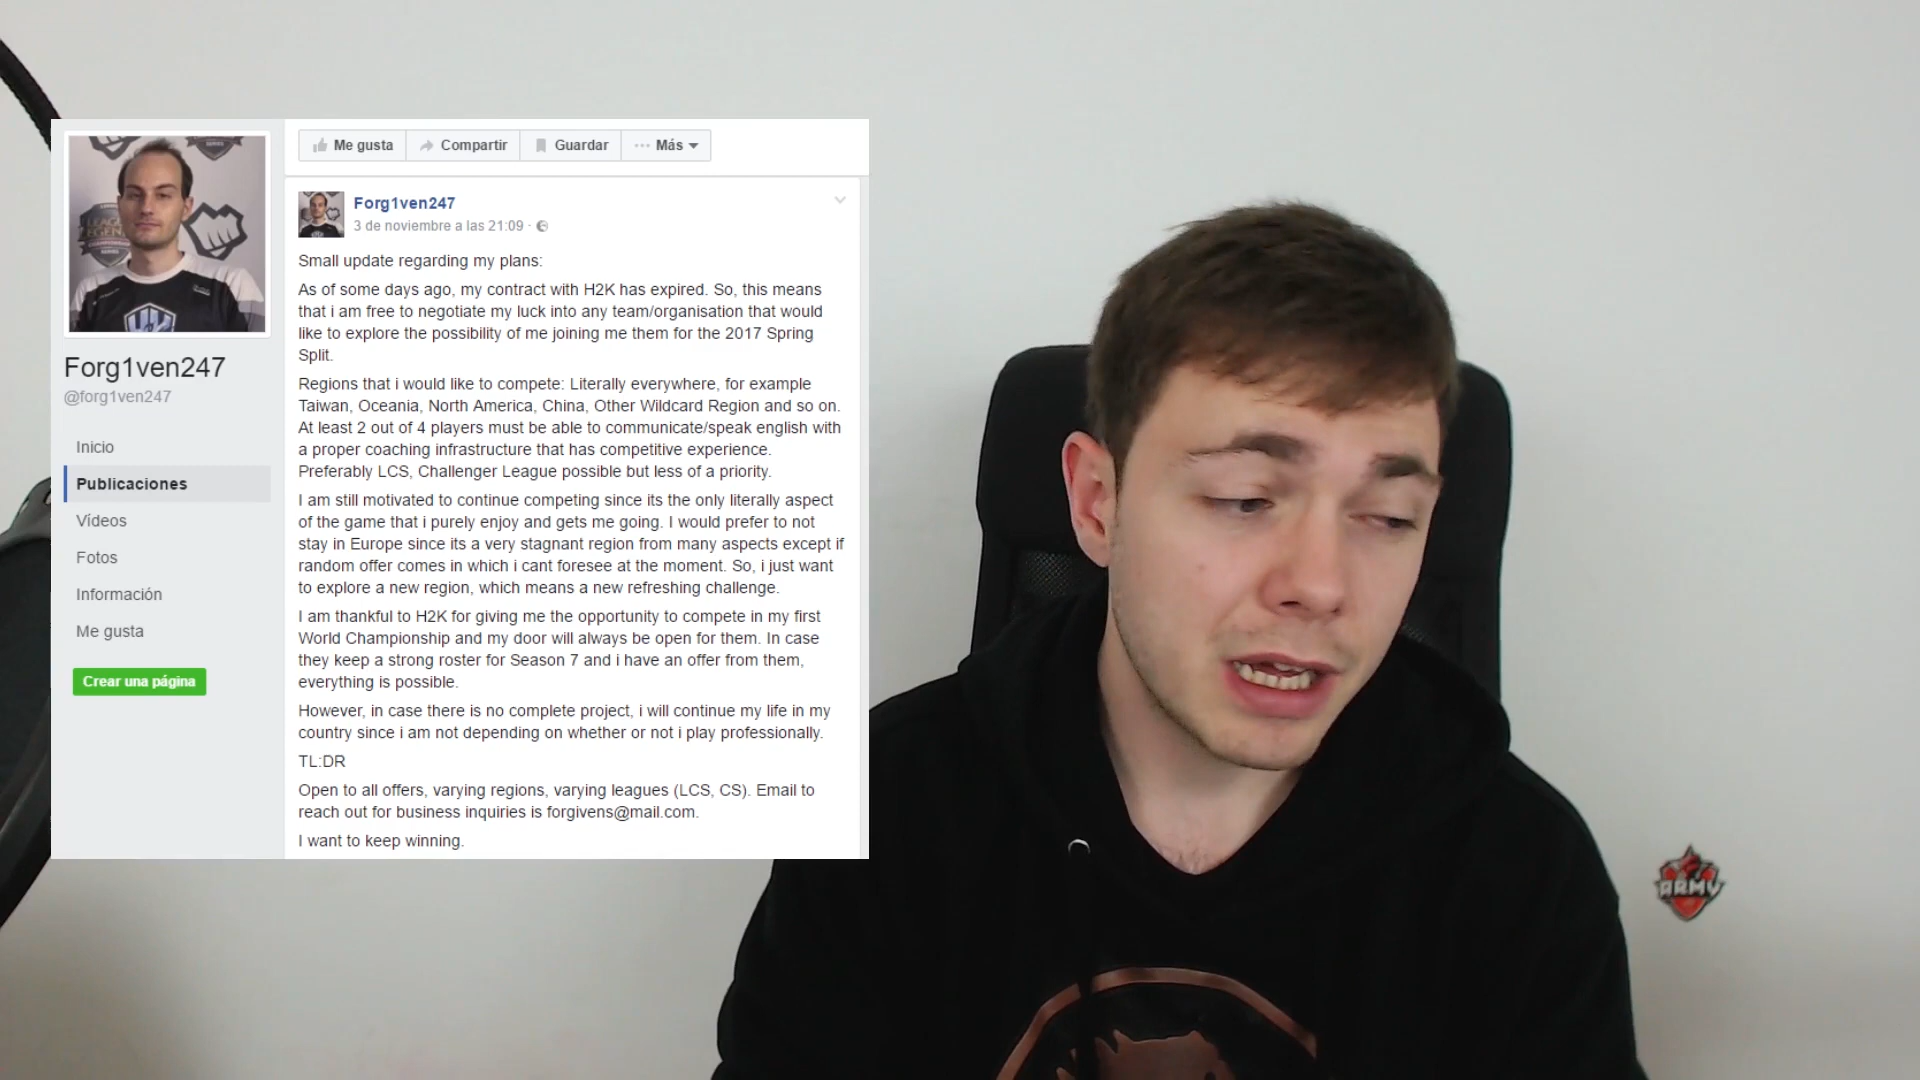 Me gusta
Compartir
Guardar
Más
Forg1ven247
@forg1ven247
Inicio
Publicaciones
Vídeos
Fotos
Información
Me gusta
Crear una página
Forg1ven247
3 de noviembre a las 21:09 ·
Small update regarding my plans:
As of some days ago, my contract with H2K has expired. So, this means
that i am free to negotiate my luck into any team/organisation that would
like to explore the possibility of me joining me them for the 2017 Spring
Split.
Regions that i would like to compete: Literally everywhere, for example
Taiwan, Oceania, North America, China, Other Wildcard Region and so on.
At least 2 out of 4 players must be able to communicate/speak english with
a proper coaching infrastructure that has competitive experience.
Preferably LCS, Challenger League possible but less of a priority.
I am still motivated to continue competing since its the only literally aspect
of the game that i purely enjoy and gets me going. I would prefer to not
stay in Europe since its a very stagnant region from many aspects except if
random offer comes in which i cant foresee at the moment. So, i just want
to explore a new region, which means a new refreshing challenge.
I am thankful to H2K for giving me the opportunity to compete in my first
World Championship and my door will always be open for them. In case
they keep a strong roster for Season 7 and i have an offer from them,
everything is possible.
However, in case there is no complete project, i will continue my life in my
country since i am not depending on whether or not i play professionally.
TL:DR
Open to all offers, varying regions, varying leagues (LCS, CS). Email to
reach out for business inquiries is forgivens@mail.com.
I want to keep winning.
ARMY